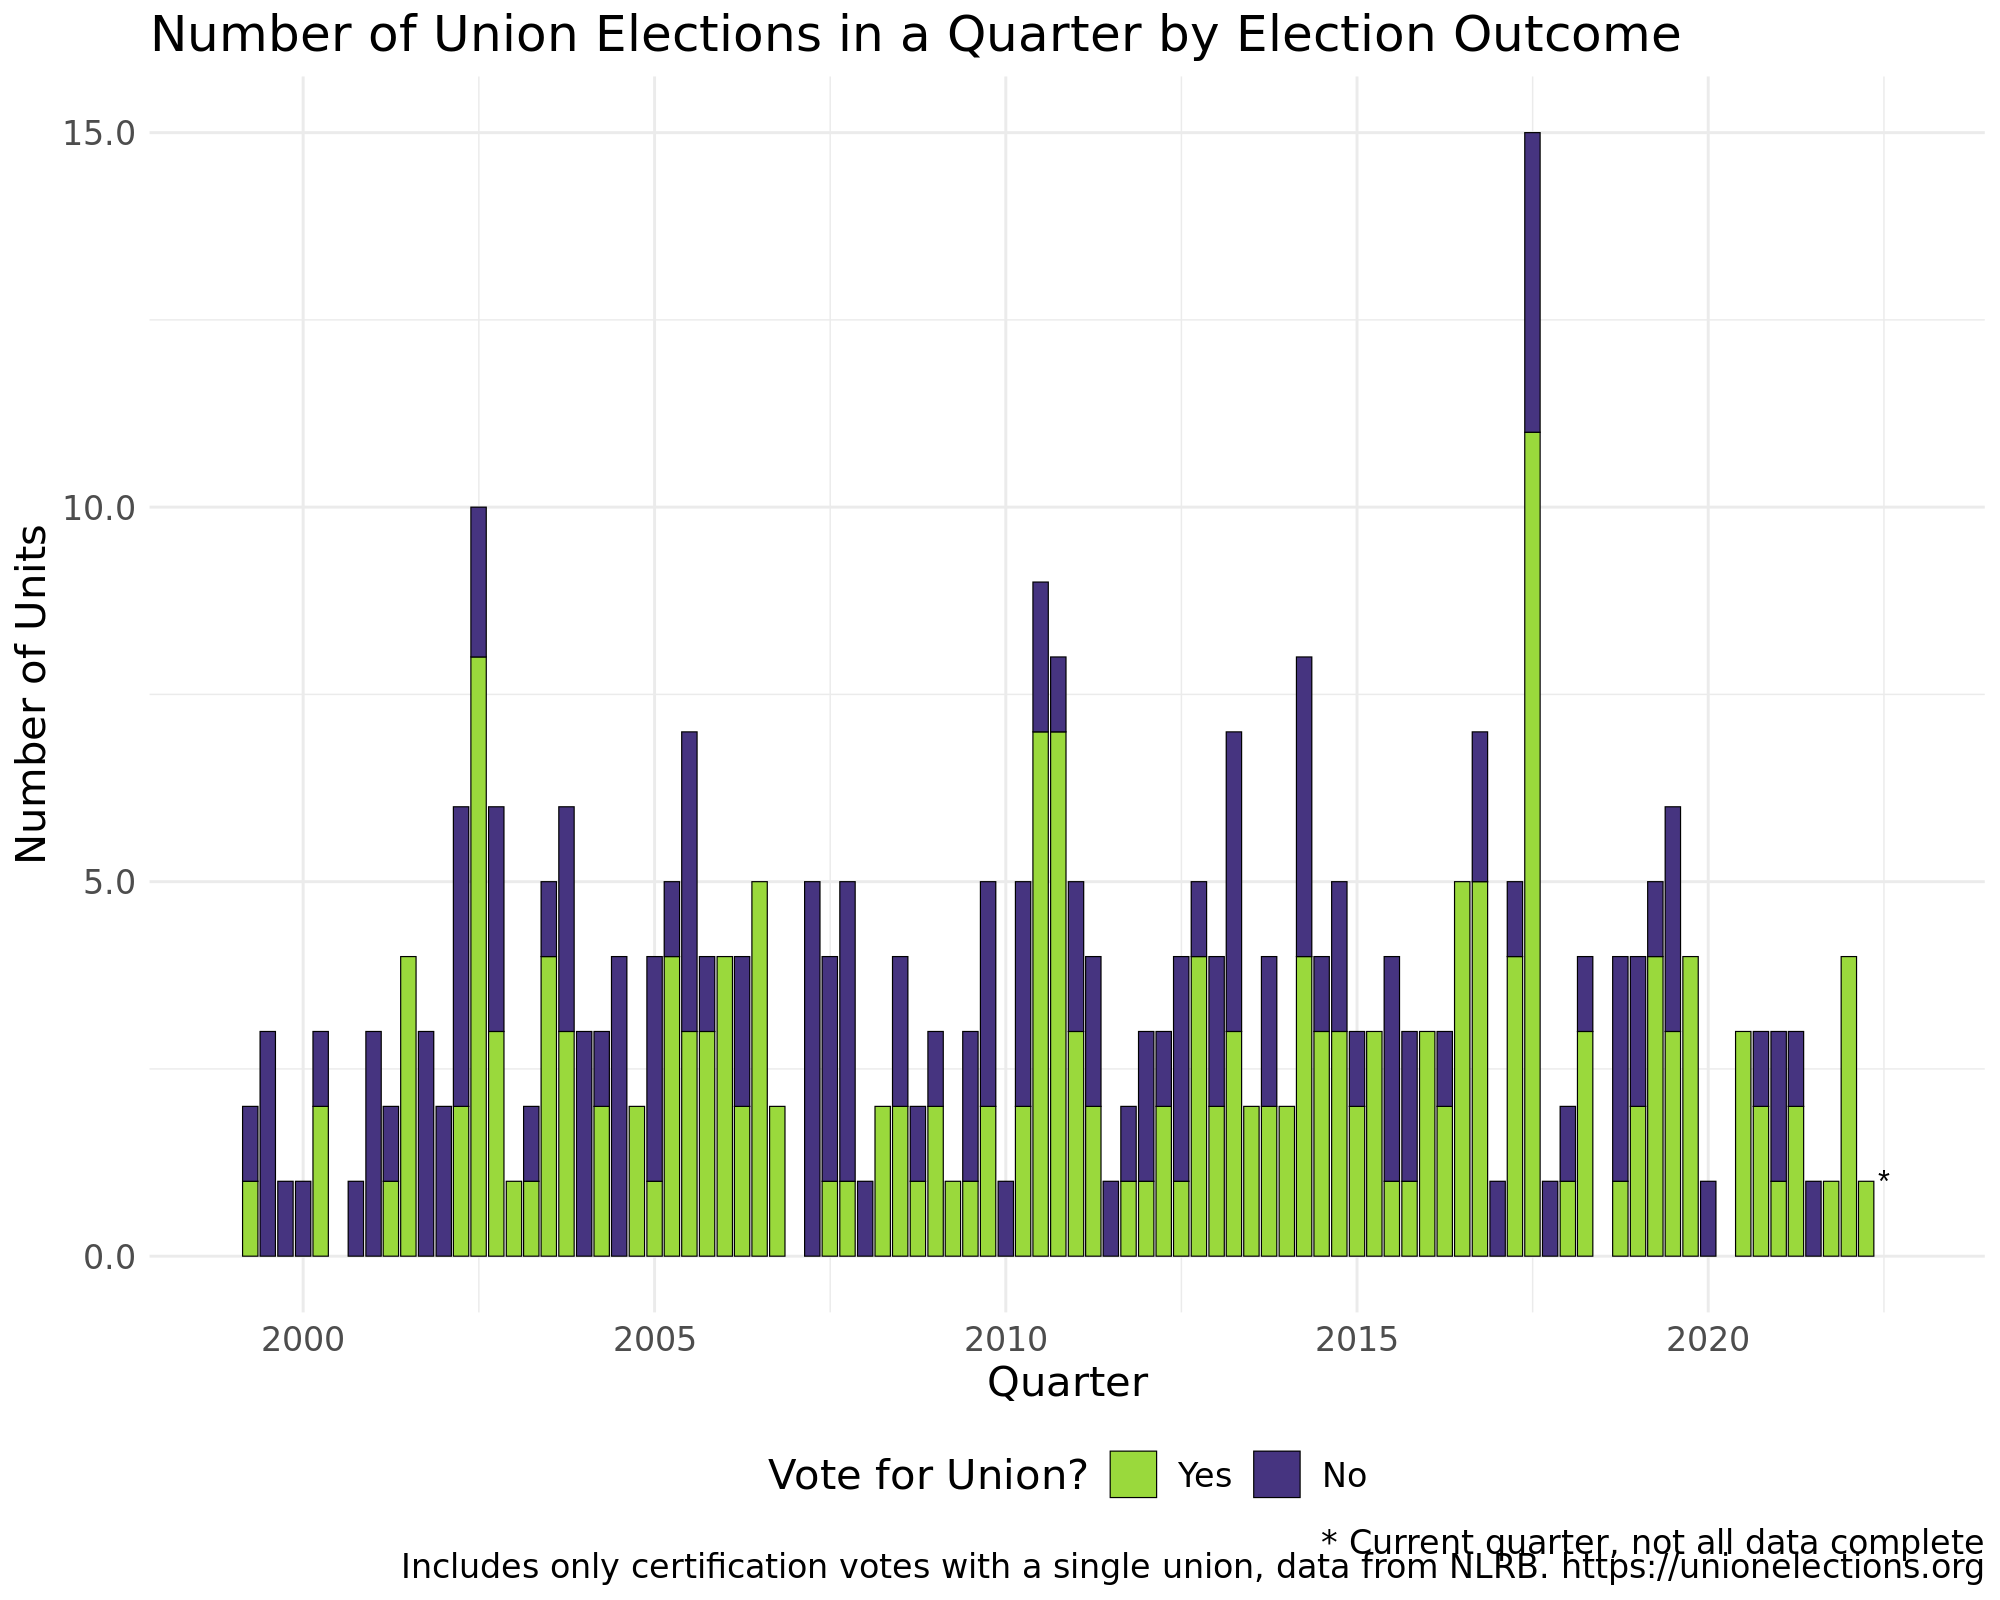 Number of Union Elections in a Quarter by Election Outcome
15.0
10.0
5.0
0.0
Number of Units
*
2000 2005 2010 2015 2020
Quarter
Vote for Union? Yes No
* Current quarter, not all data complete
Includes only certification votes with a single union, data from NLRB. https://unionelections.org